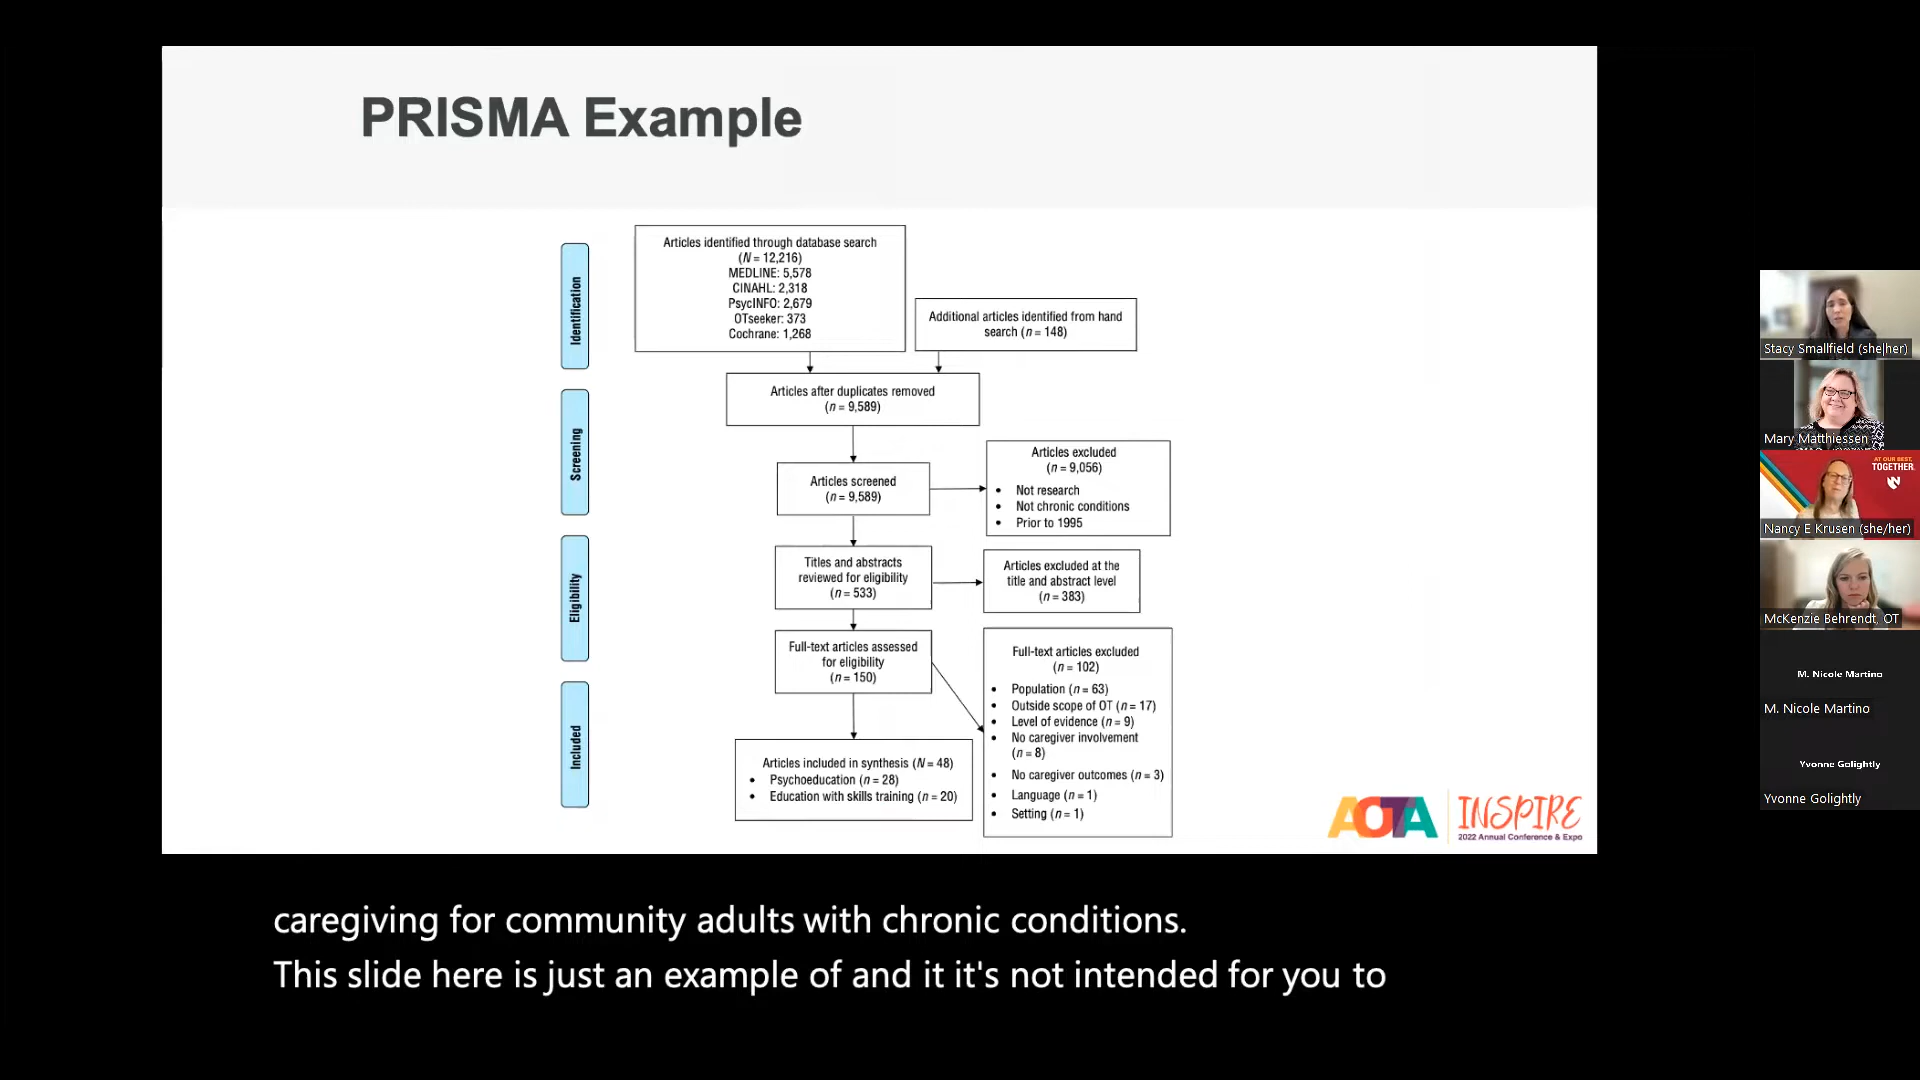 PRISMA Example
Identification
Articles identified through database search
(N = 12,216)
MEDLINE: 5,578
CINAHL: 2,318
PsycINFO: 2,679
OTseeker: 373
Cochrane: 1,268
Additional articles identified from hand
search (n = 148)
Articles after duplicates removed
(n = 9,589)
Screening
Articles screened
(n = 9,589)
Articles excluded
(n = 9,056)
• Not research
• Not chronic conditions
• Prior to 1995
Eligibility
Titles and abstracts
reviewed for eligibility
(n = 533)
Articles excluded at the
title and abstract level
(n = 383)
Full-text articles assessed
for eligibility
(n = 150)
Full-text articles excluded
(n = 102)
• Population (n = 63)
• Outside scope of OT (n = 17)
• Level of evidence (n = 9)
• No caregiver involvement
(n = 8)
• No caregiver outcomes (n = 3)
• Language (n = 1)
• Setting (n = 1)
Included
Articles included in synthesis (N = 48)
• Psychoeducation (n = 28)
• Education with skills training (n = 20)
AOTA
INSPIRE
2022 Annual Conference & Expo
caregiving for community adults with chronic conditions.
This slide here is just an example of and it it's not intended for you to
Stacy Smallfield (she|her)
Mary Matthiessen
AT OUR BEST,
TOGETHER.
N
Nancy E Krusen (she/her)
McKenzie Behrendt, OT
M. Nicole Martino
M. Nicole Martino
Yvonne Golightly
Yvonne Golightly